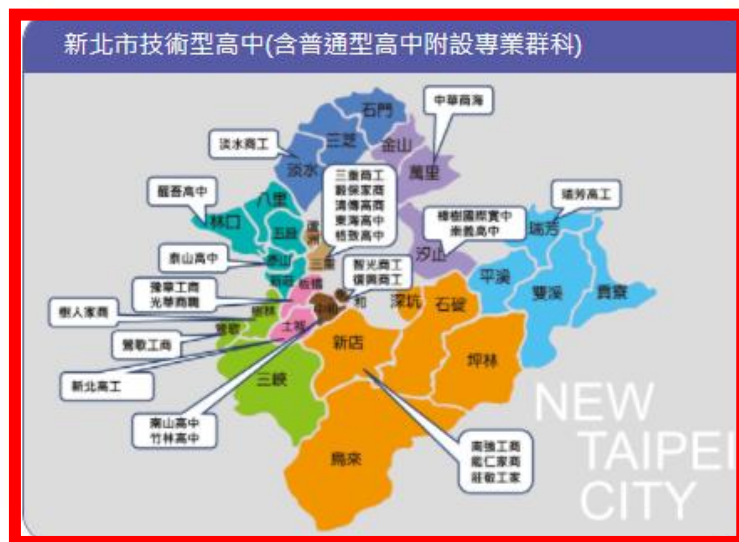 新北市技術型高中(含普通型高中附設專業群科)
中華商海
石門
三芝
金山
淡水商工
淡水
萬里
三重商工
穀保家商
清傳高商
東海高中
格致高中
醒吾高中
八里
林口
五股
蘆洲
瑞芳高工
樟樹國際實中
崇義高中
瑞芳
汐止
泰山高中
泰山
三重
智光商工
復興商工
平溪
雙溪
貢寮
新莊
板橋
豫章工商
光華商職
中和
深坑
石碇
樹人家商
樹林
鶯歌
土城
新店
鶯歌工商
坪林
新北高工
三峽
NEW
TAIPEI
CITY
南山高中
竹林高中
烏來
南強工商
能仁家商
莊敬工家